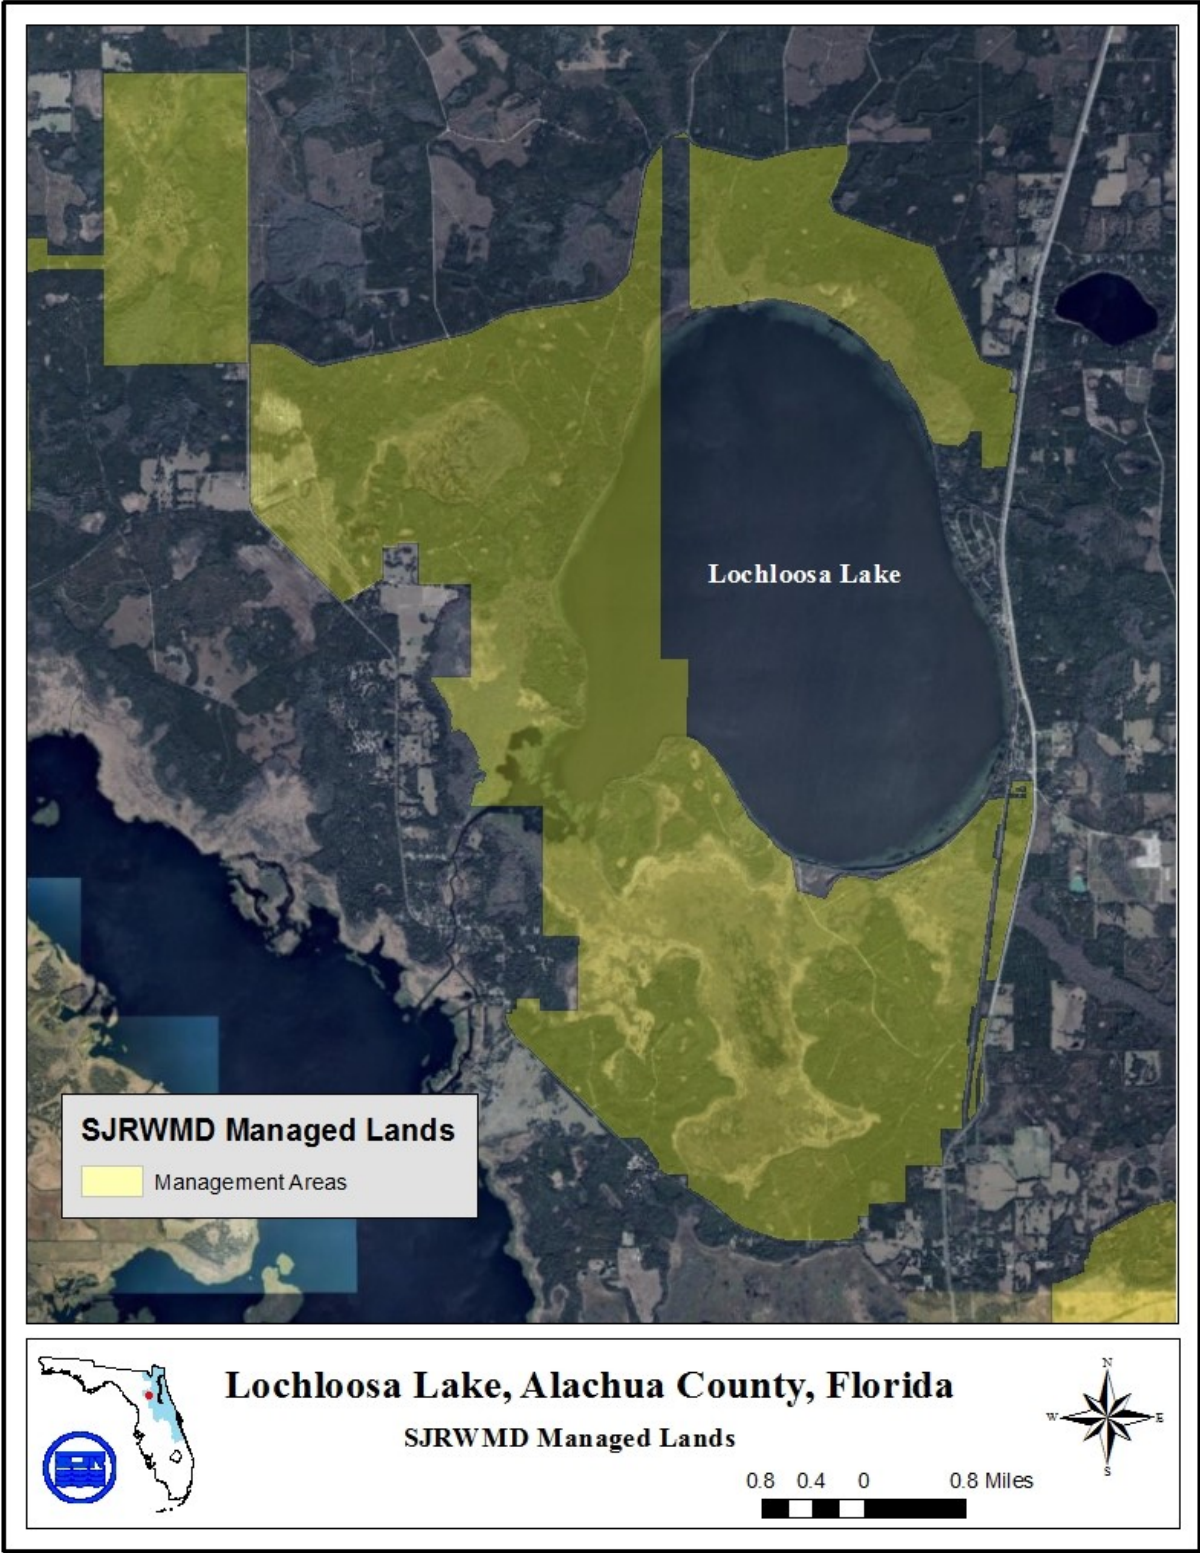 Lochloosa Lake
SJRWMD Managed Lands
Management Areas
Lochloosa Lake, Alachua County, Florida
SJRWMD Managed Lands
N
W E
S
0.8 0.4 0 0.8 Miles